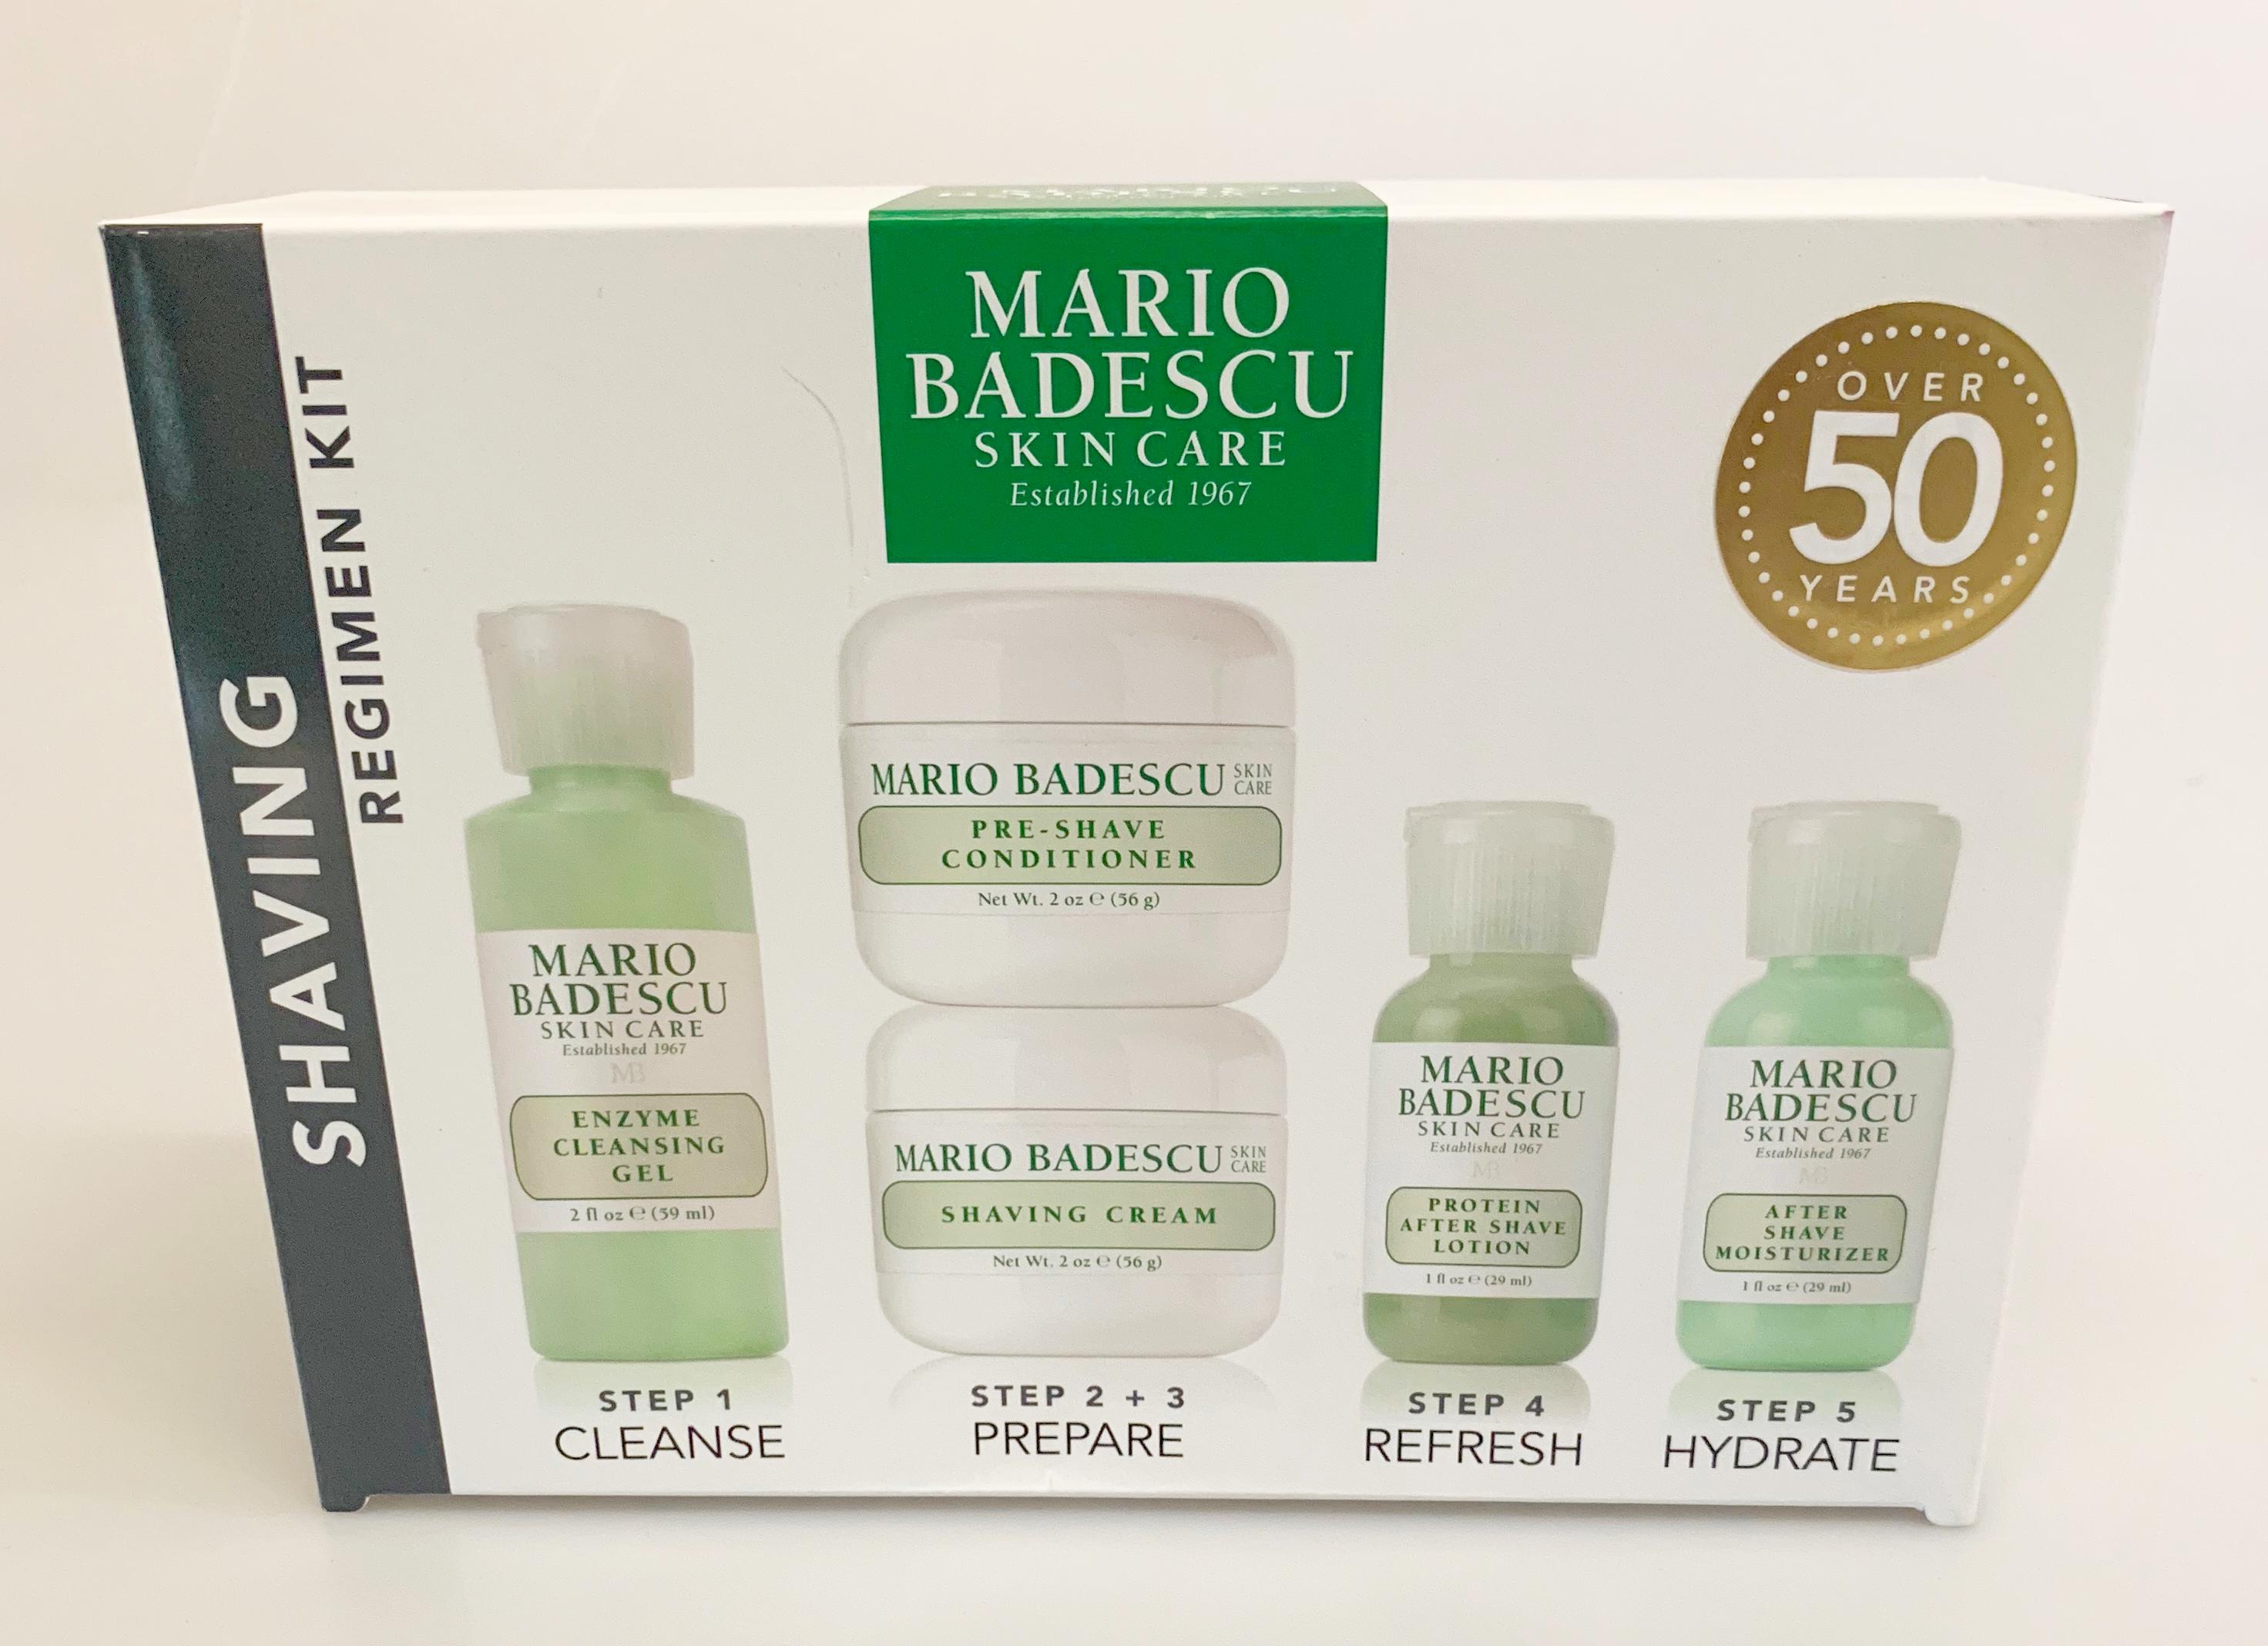 MARIO
BADESCU
SKIN CARE
Established 1967
OVER
50
YEARS
SHAVING
REGIMEN KIT
MARIO
BADESCU
SKIN CARE
Established 1967
MB
ENZYME
CLEANSING
GEL
2 fl oz ℮ (59 ml)
STEP 1
CLEANSE
MARIO BADESCU SKIN CARE
PRE-SHAVE
CONDITIONER
Net Wt. 2 oz ℮ (56 g)
MARIO BADESCU SKIN CARE
SHAVING CREAM
Net Wt. 2 oz ℮ (56 g)
STEP 2 + 3
PREPARE
MARIO
BADESCU
SKIN CARE
Established 1967
MB
PROTEIN
AFTER SHAVE
LOTION
1 fl oz ℮ (29 ml)
STEP 4
REFRESH
MARIO
BADESCU
SKIN CARE
Established 1967
MB
AFTER
SHAVE
MOISTURIZER
1 fl oz ℮ (29 ml)
STEP 5
HYDRATE